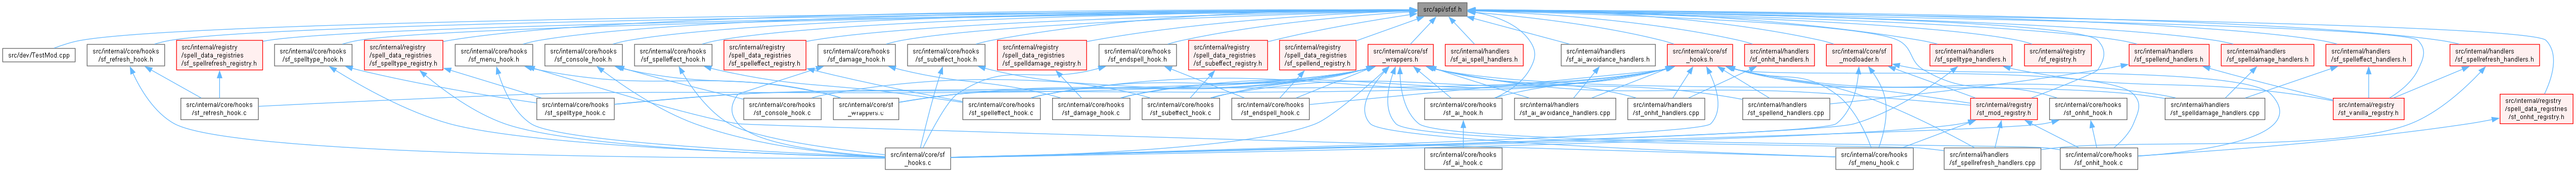 src/api/sfsf.h
src/dev/TestMod.cpp
src/internal/core/hooks
/sf_refresh_hook.h
src/internal/registry
/spell_data_registries
/sf_spellrefresh_registry.h
src/internal/core/hooks
/sf_spelltype_hook.h
src/internal/registry
/spell_data_registries
/sf_spelltype_registry.h
src/internal/core/hooks
/sf_menu_hook.h
src/internal/core/hooks
/sf_console_hook.h
src/internal/core/hooks
/sf_spelleffect_hook.h
src/internal/registry
/spell_data_registries
/sf_spelleffect_registry.h
src/internal/core/hooks
/sf_damage_hook.h
src/internal/core/hooks
/sf_subeffect_hook.h
src/internal/registry
/spell_data_registries
/sf_spelldamage_registry.h
src/internal/core/hooks
/sf_endspell_hook.h
src/internal/registry
/spell_data_registries
/sf_subeffect_registry.h
src/internal/registry
/spell_data_registries
/sf_spellend_registry.h
src/internal/core/sf
_wrappers.h
src/internal/handlers
/sf_ai_spell_handlers.h
src/internal/handlers
/sf_ai_avoidance_handlers.h
src/internal/core/sf
_hooks.h
src/internal/handlers
/sf_onhit_handlers.h
src/internal/core/sf
_modloader.h
src/internal/handlers
/sf_spelltype_handlers.h
src/internal/registry
/sf_registry.h
src/internal/handlers
/sf_spellend_handlers.h
src/internal/handlers
/sf_spelldamage_handlers.h
src/internal/handlers
/sf_spelleffect_handlers.h
src/internal/handlers
/sf_spellrefresh_handlers.h
src/internal/core/hooks
/sf_refresh_hook.c
src/internal/core/hooks
/sf_spelltype_hook.c
src/internal/core/hooks
/sf_console_hook.c
src/internal/core/sf
_wrappers.c
src/internal/core/hooks
/sf_spelleffect_hook.c
src/internal/core/hooks
/sf_damage_hook.c
src/internal/core/hooks
/sf_subeffect_hook.c
src/internal/core/hooks
/sf_endspell_hook.c
src/internal/core/hooks
/sf_ai_hook.h
src/internal/handlers
/sf_ai_avoidance_handlers.cpp
src/internal/handlers
/sf_onhit_handlers.cpp
src/internal/handlers
/sf_spellend_handlers.cpp
src/internal/registry
/sf_mod_registry.h
src/internal/core/hooks
/sf_onhit_hook.h
src/internal/handlers
/sf_spelldamage_handlers.cpp
src/internal/registry
/sf_vanilla_registry.h
src/internal/registry
/spell_data_registries
/sf_onhit_registry.h
src/internal/core/sf
_hooks.c
src/internal/core/hooks
/sf_ai_hook.c
src/internal/core/hooks
/sf_menu_hook.c
src/internal/handlers
/sf_spellrefresh_handlers.cpp
src/internal/core/hooks
/sf_onhit_hook.c